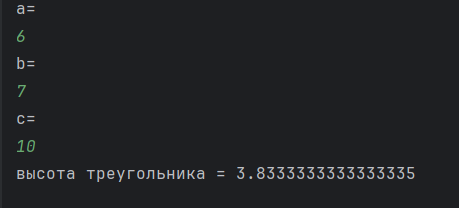 a=
6
b=
7
c=
10
высота треугольника = 3.8333333333333335